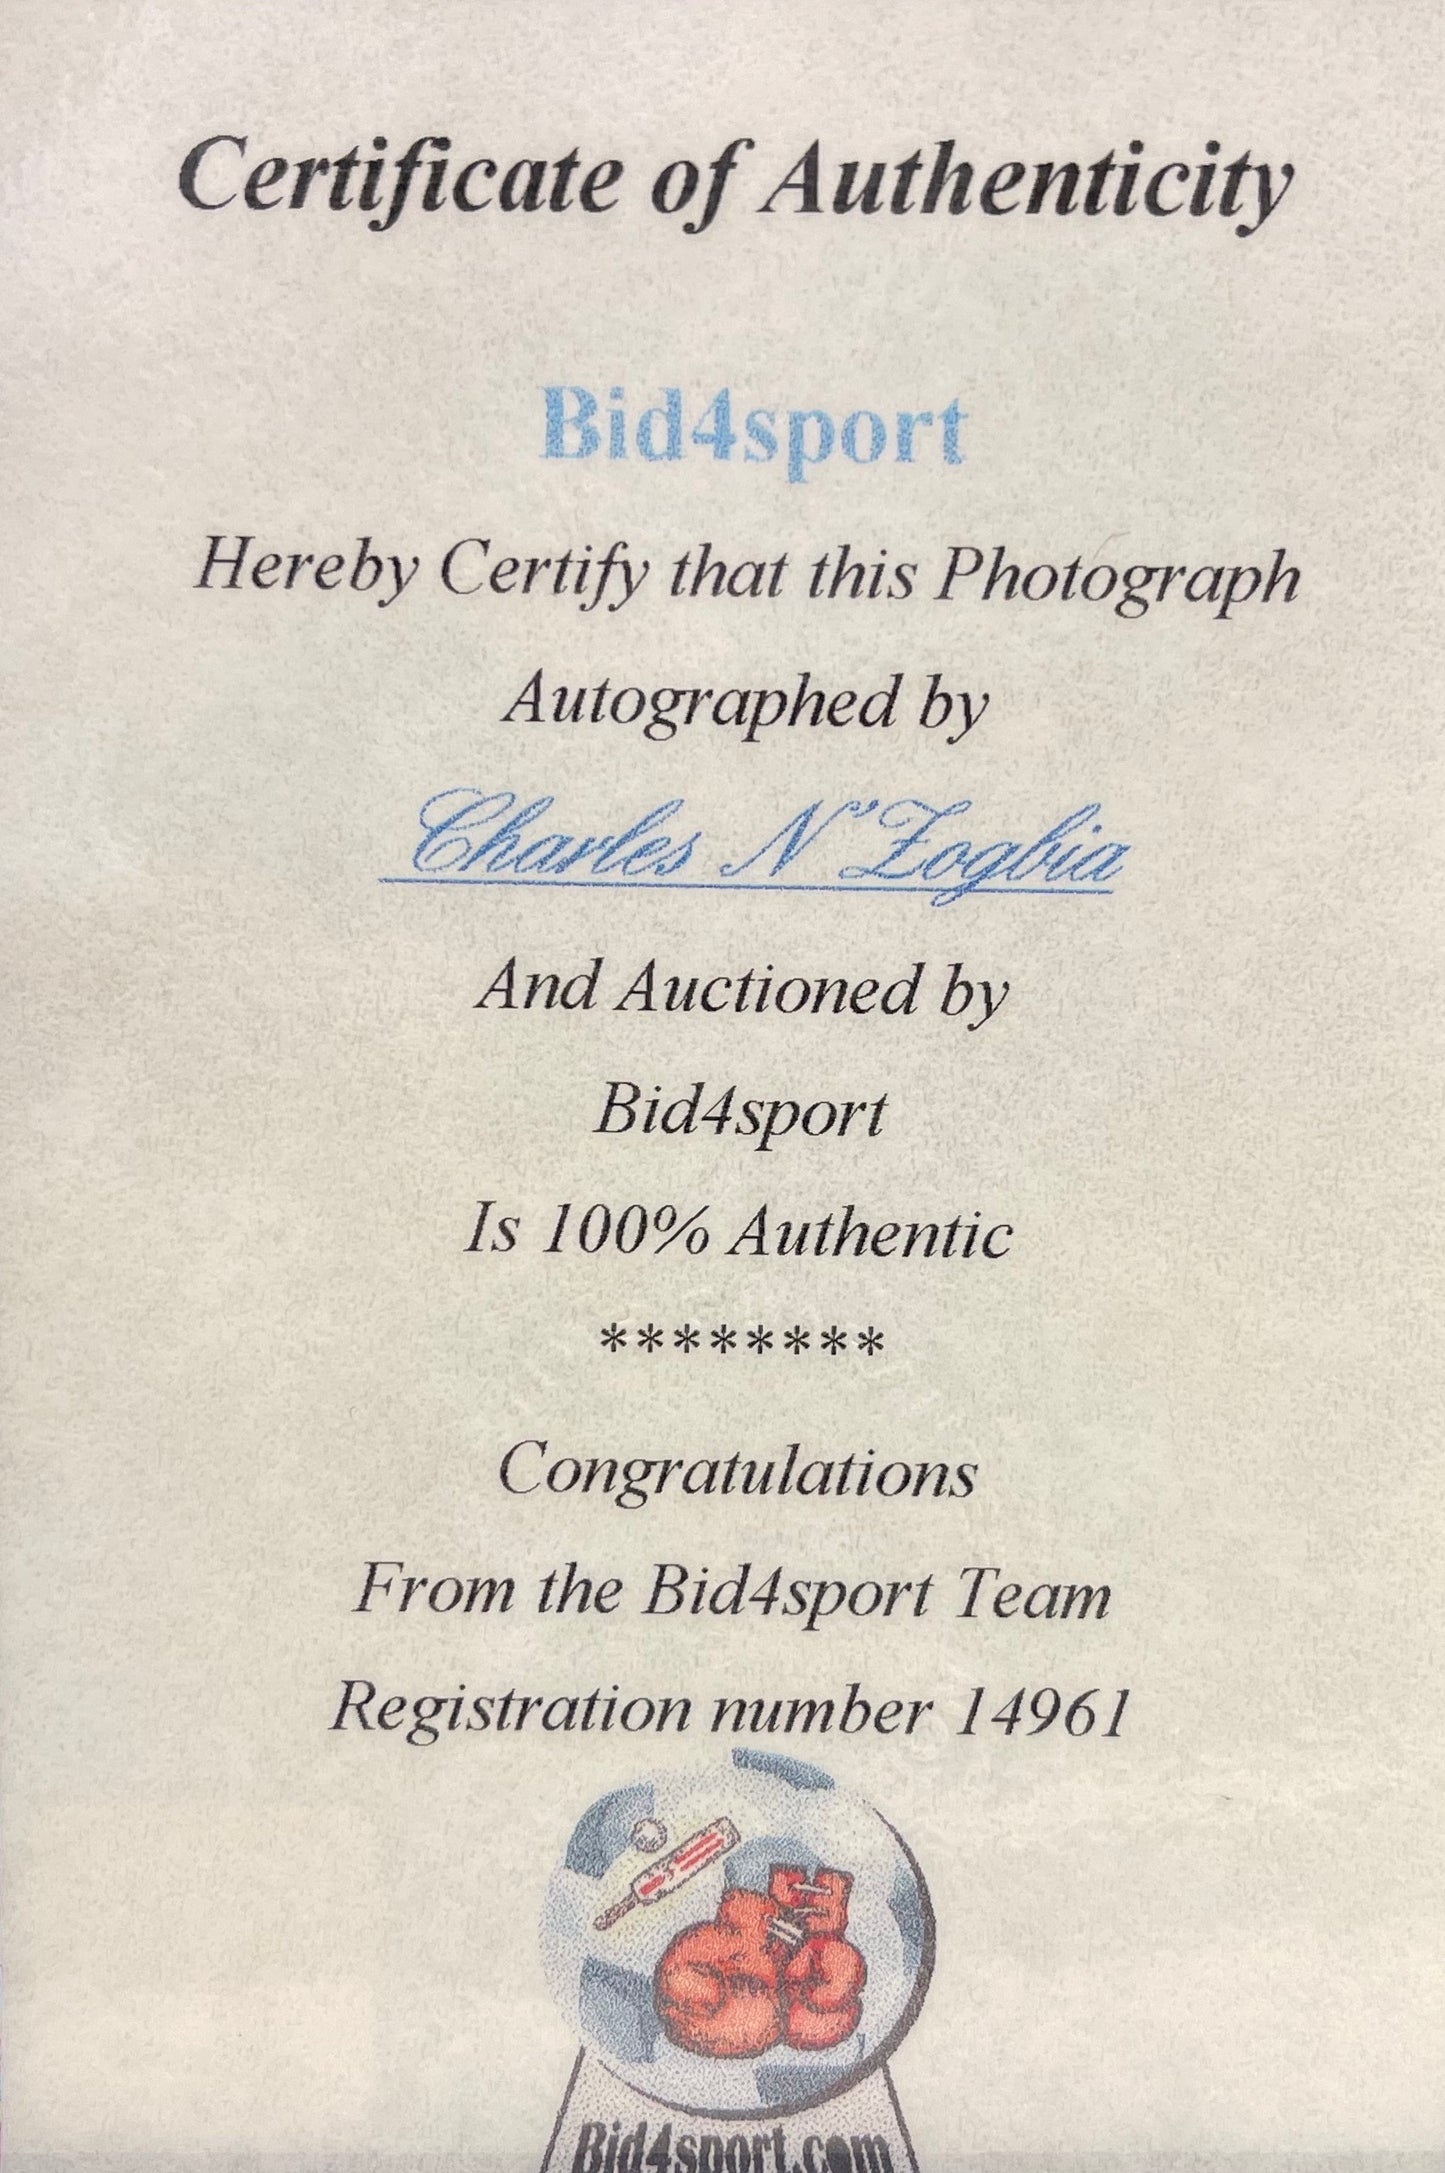 Certificate of Authenticity
Bid4sport
Hereby Certify that this Photograph
Autographed by
Charles N'Zogbia
And Auctioned by
Bid4sport
Is 100% Authentic
********
Congratulations
From the Bid4sport Team
Registration number 14961
Bid4sport.com